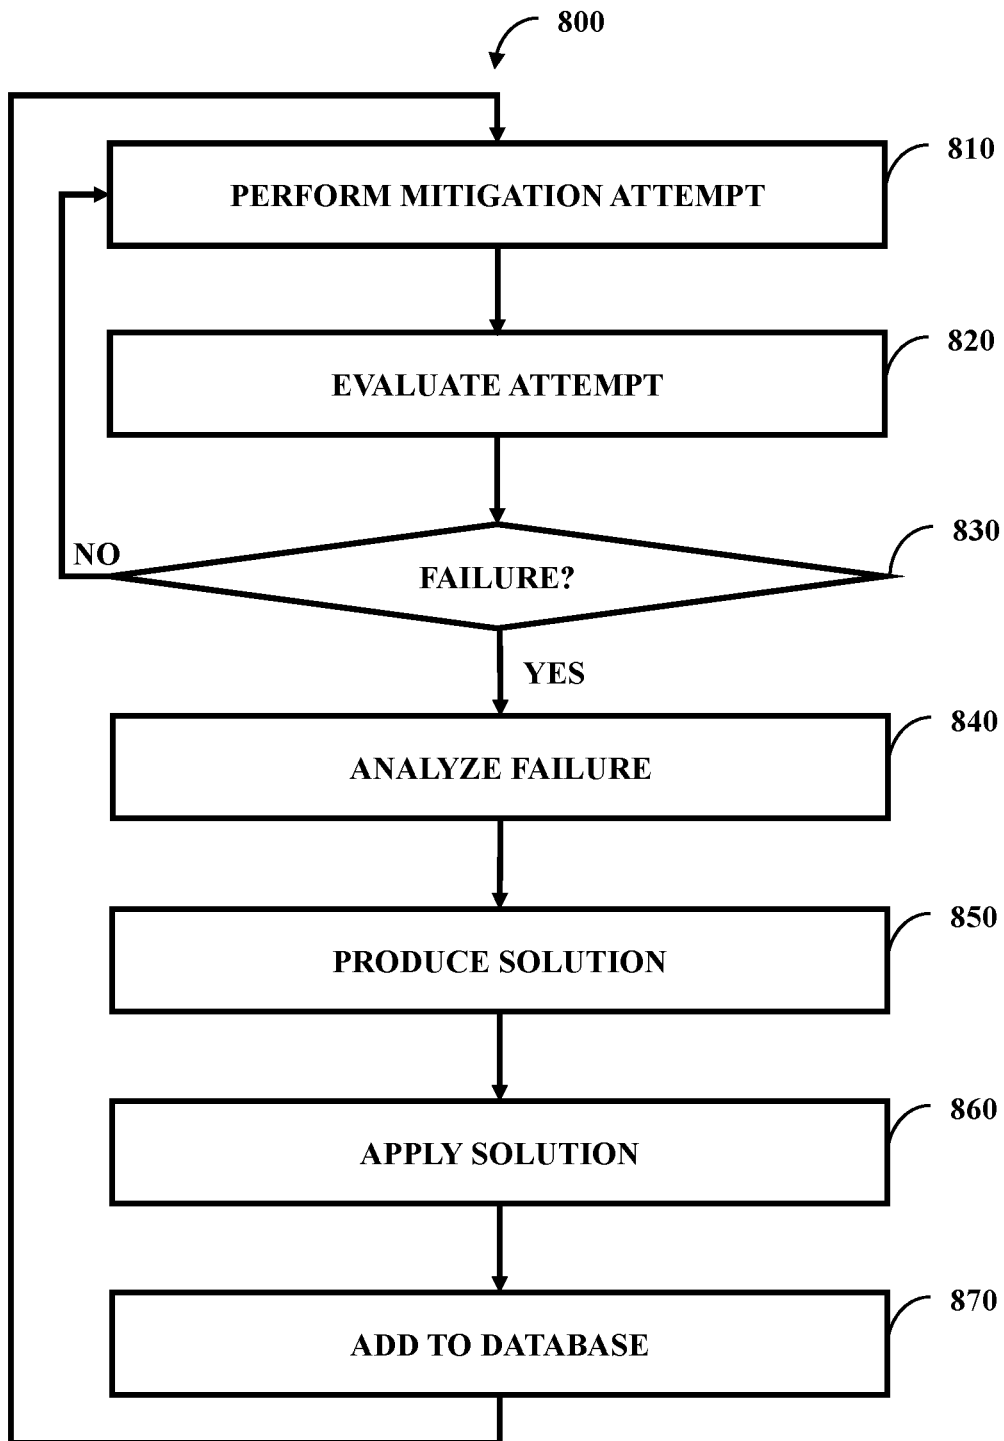 800
PERFORM MITIGATION ATTEMPT
810
EVALUATE ATTEMPT
820
FAILURE?
830
NO
YES
ANALYZE FAILURE
840
PRODUCE SOLUTION
850
APPLY SOLUTION
860
ADD TO DATABASE
870